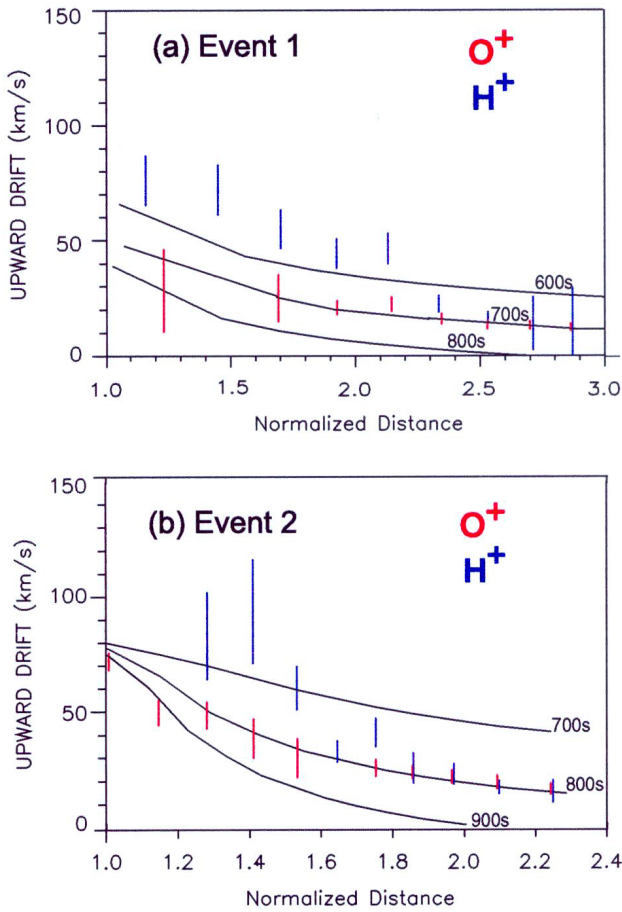 150
(a) Event 1
O+
H+
100
UPWARD DRIFT (km/s)
50
600s
700s
800s
0
1.0 1.5 2.0 2.5 3.0
Normalized Distance
150
(b) Event 2
O+
H+
100
UPWARD DRIFT (km/s)
50
700s
800s
900s
0
1.0 1.2 1.4 1.6 1.8 2.0 2.2 2.4
Normalized Distance